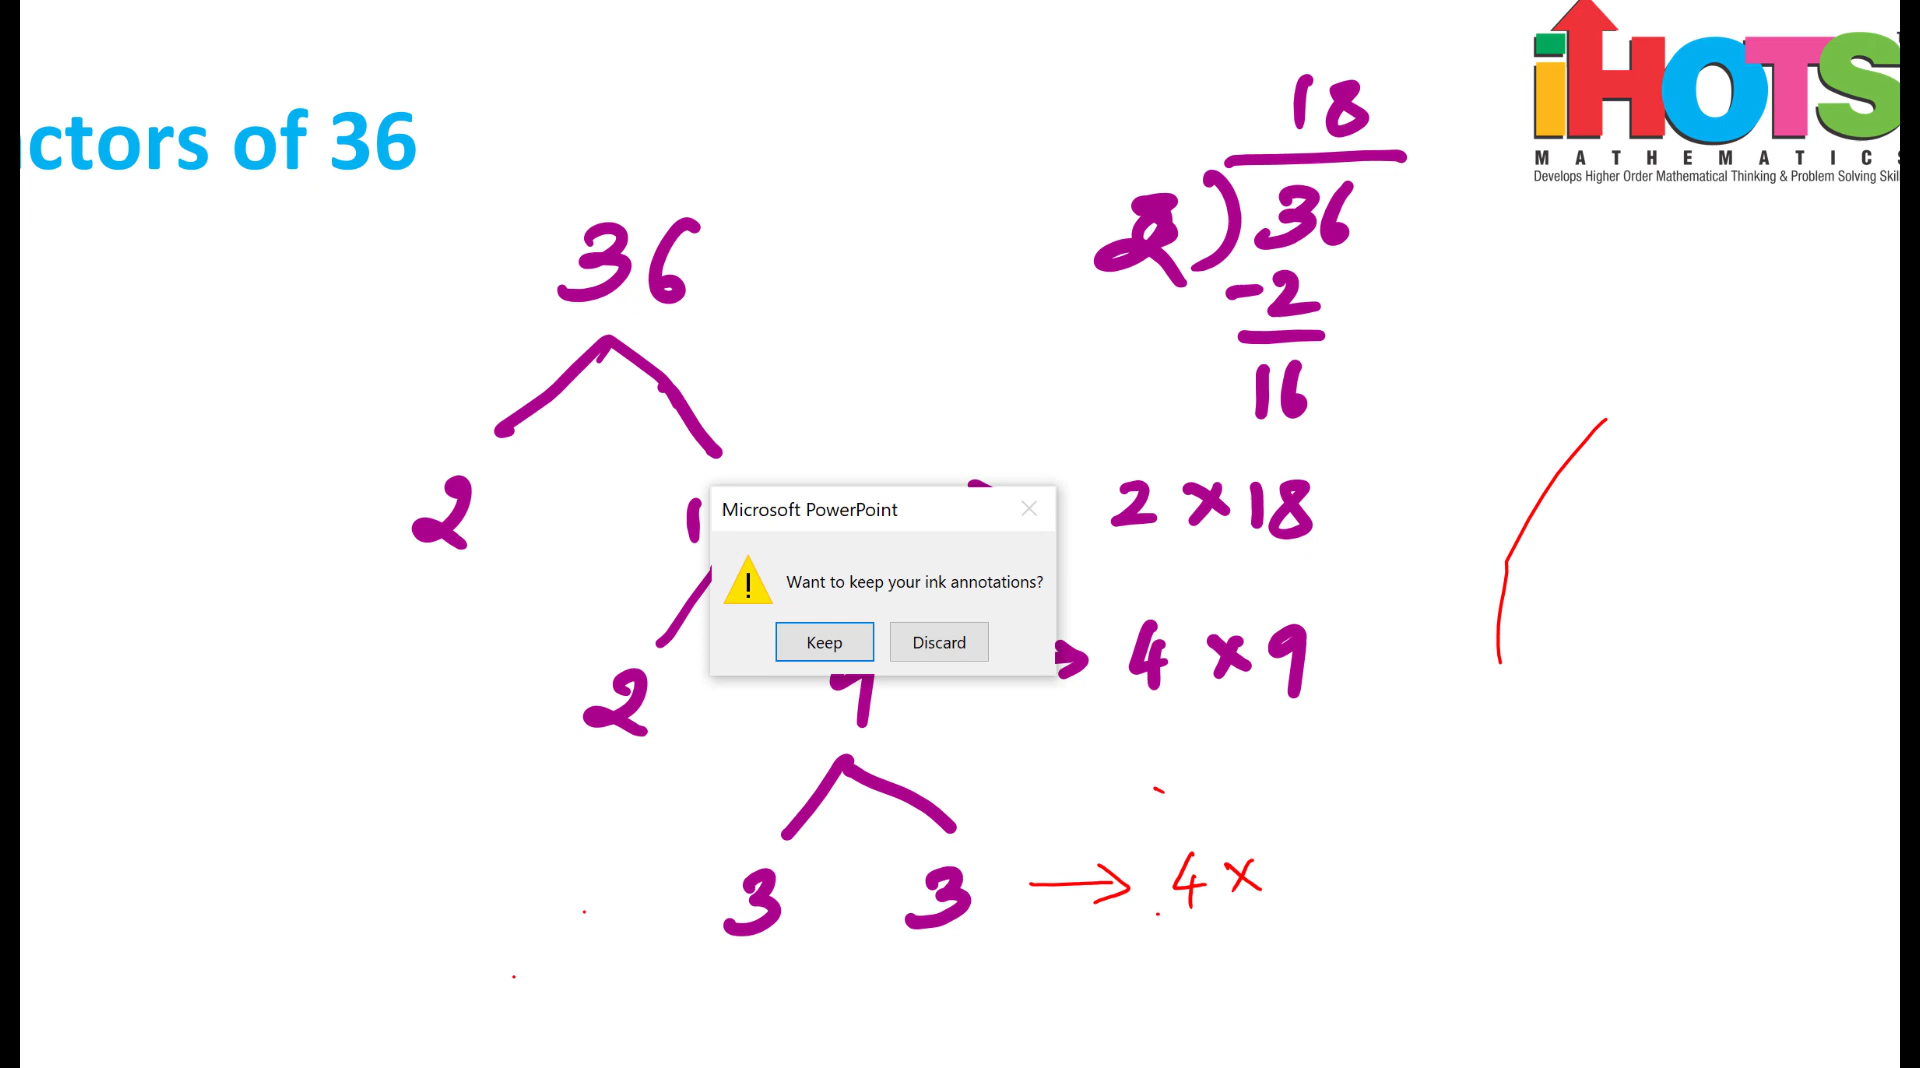 ctors of 36
iHOTS
MATHEMATICS
Develops Higher Order Mathematical Thinking & Problem Solving Skil
18
2 ) 36
-2
16
36
2 1
2 × 18
Microsoft PowerPoint
Want to keep your ink annotations?
Keep Discard
2 9
4 × 9
3 3 → 4 ×